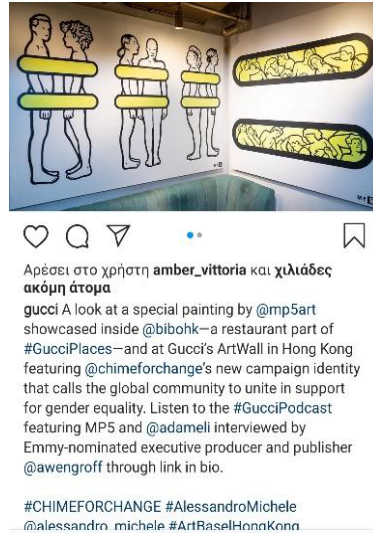 Αρέσει στο χρήστη amber_vittoria και χιλιάδες
ακόμη άτομα
gucci A look at a special painting by @mp5art
showcased inside @bibohk—a restaurant part of
#GucciPlaces—and at Gucci's ArtWall in Hong Kong
featuring @chimeforchange's new campaign identity
that calls the global community to unite in support
for gender equality. Listen to the #GucciPodcast
featuring MP5 and @adameli interviewed by
Emmy-nominated executive producer and publisher
@awengroff through link in bio.
#CHIMEFORCHANGE #AlessandroMichele
@alessandro_michele #ArtBaselHongKong